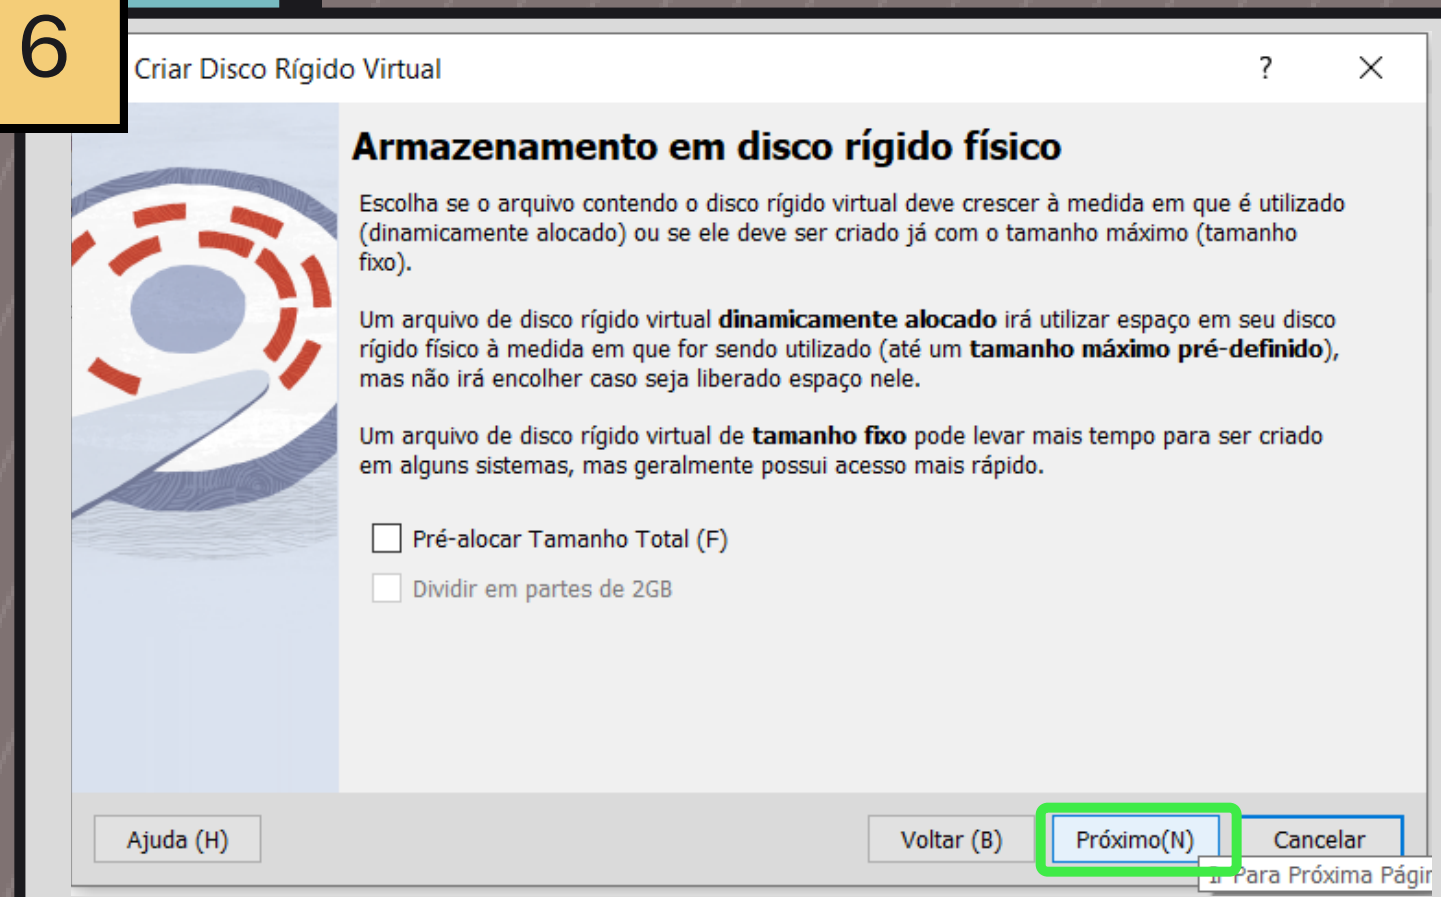 6
Criar Disco Rígido Virtual
?
Armazenamento em disco rígido físico
Escolha se o arquivo contendo o disco rígido virtual deve crescer à medida em que é utilizado
(dinamicamente alocado) ou se ele deve ser criado já com o tamanho máximo (tamanho
fixo).
Um arquivo de disco rígido virtual dinamicamente alocado irá utilizar espaço em seu disco
rígido físico à medida em que for sendo utilizado (até um tamanho máximo pré-definido),
mas não irá encolher caso seja liberado espaço nele.
Um arquivo de disco rígido virtual de tamanho fixo pode levar mais tempo para ser criado
em alguns sistemas, mas geralmente possui acesso mais rápido.
Pré-alocar Tamanho Total (F)
Dividir em partes de 2GB
Ajuda (H)
Voltar (B)
Próximo(N)
Cancelar
Para Próxima